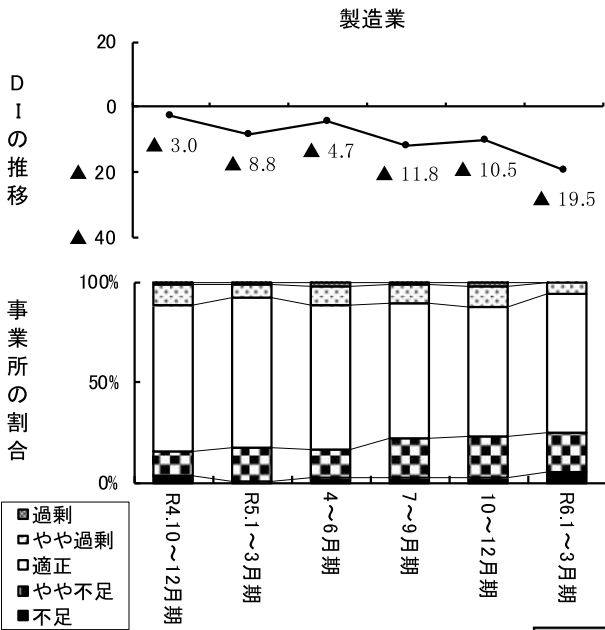 製造業
DIの推移
20
0
▲ 20
▲ 40
▲ 3.0
▲ 8.8
▲ 4.7
▲ 11.8
▲ 10.5
▲ 19.5
事業所の割合
100%
50%
0%
R4.10～12月期
R5.1～3月期
4～6月期
7～9月期
10～12月期
R6.1～3月期
過剰
やや過剰
適正
やや不足
不足